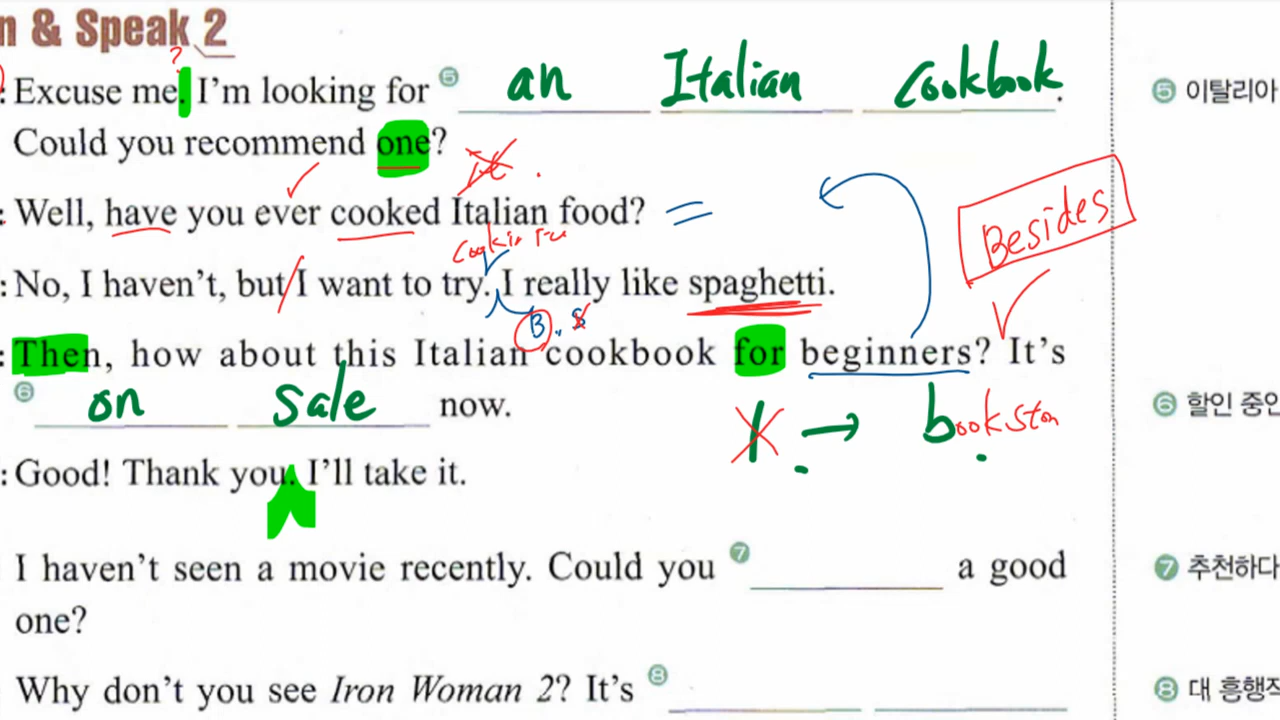 n & Speak 2
?
: Excuse me. I'm looking for ⑤ an Italian Cookbook. ⑤ 이탈리아
Could you recommend one?
It.
: Well, have you ever cooked Italian food? =
Besides
: No, I haven't, but / I want to try. I really like spaghetti.
B. S
: Then, how about this Italian cookbook for beginners? It's
⑥ on sale now. ⑥ 할인 중인
: Good! Thank you. I'll take it.
I haven't seen a movie recently. Could you ⑦ a good ⑦ 추천하다
one?
Why don't you see Iron Woman 2? It's ⑧ ⑧ 대 흥행작